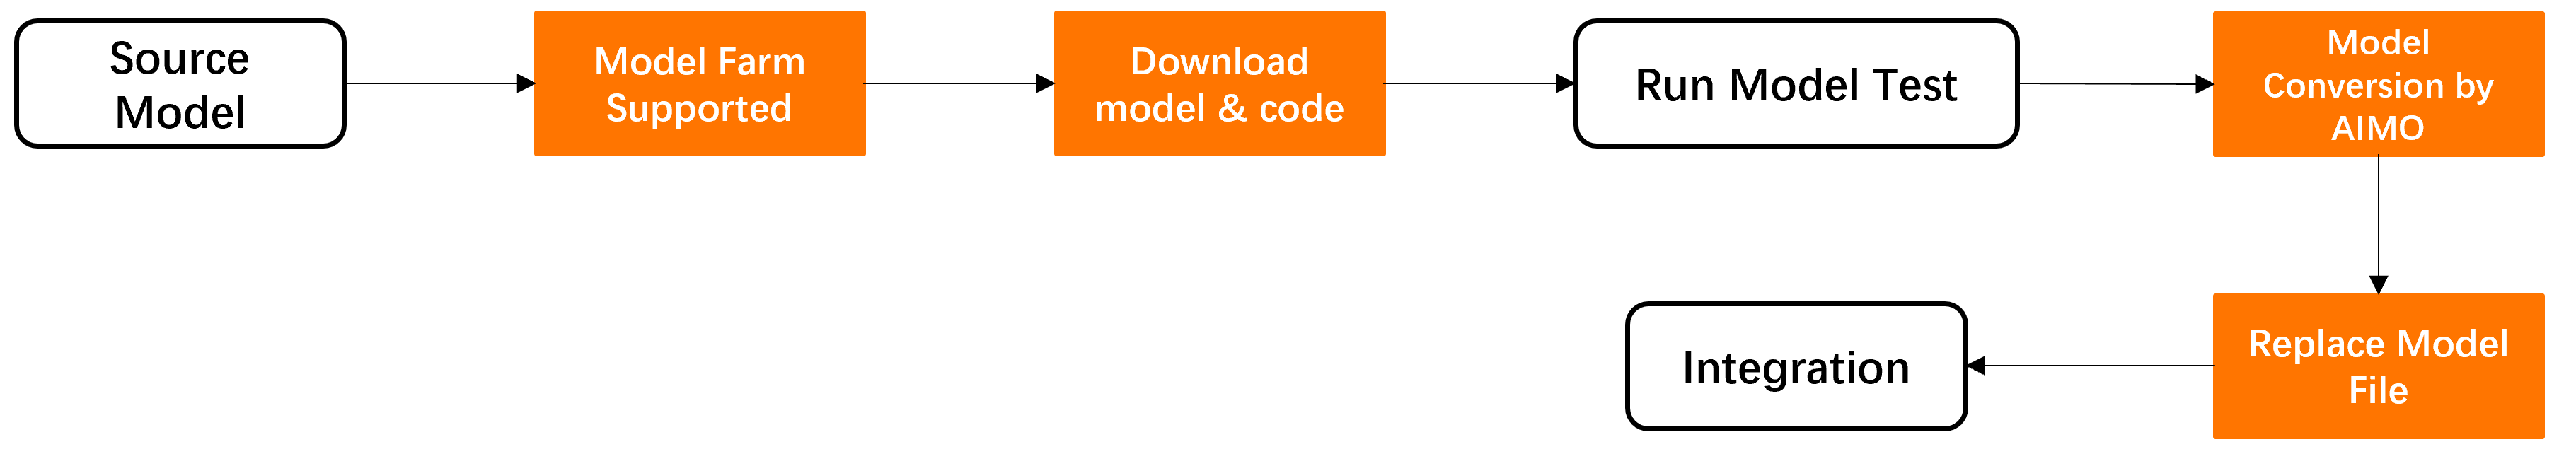 Source
Model
Model Farm
Supported
Download
model & code
Run Model Test
Model
Conversion by
AIMO
Replace Model
File
Integration